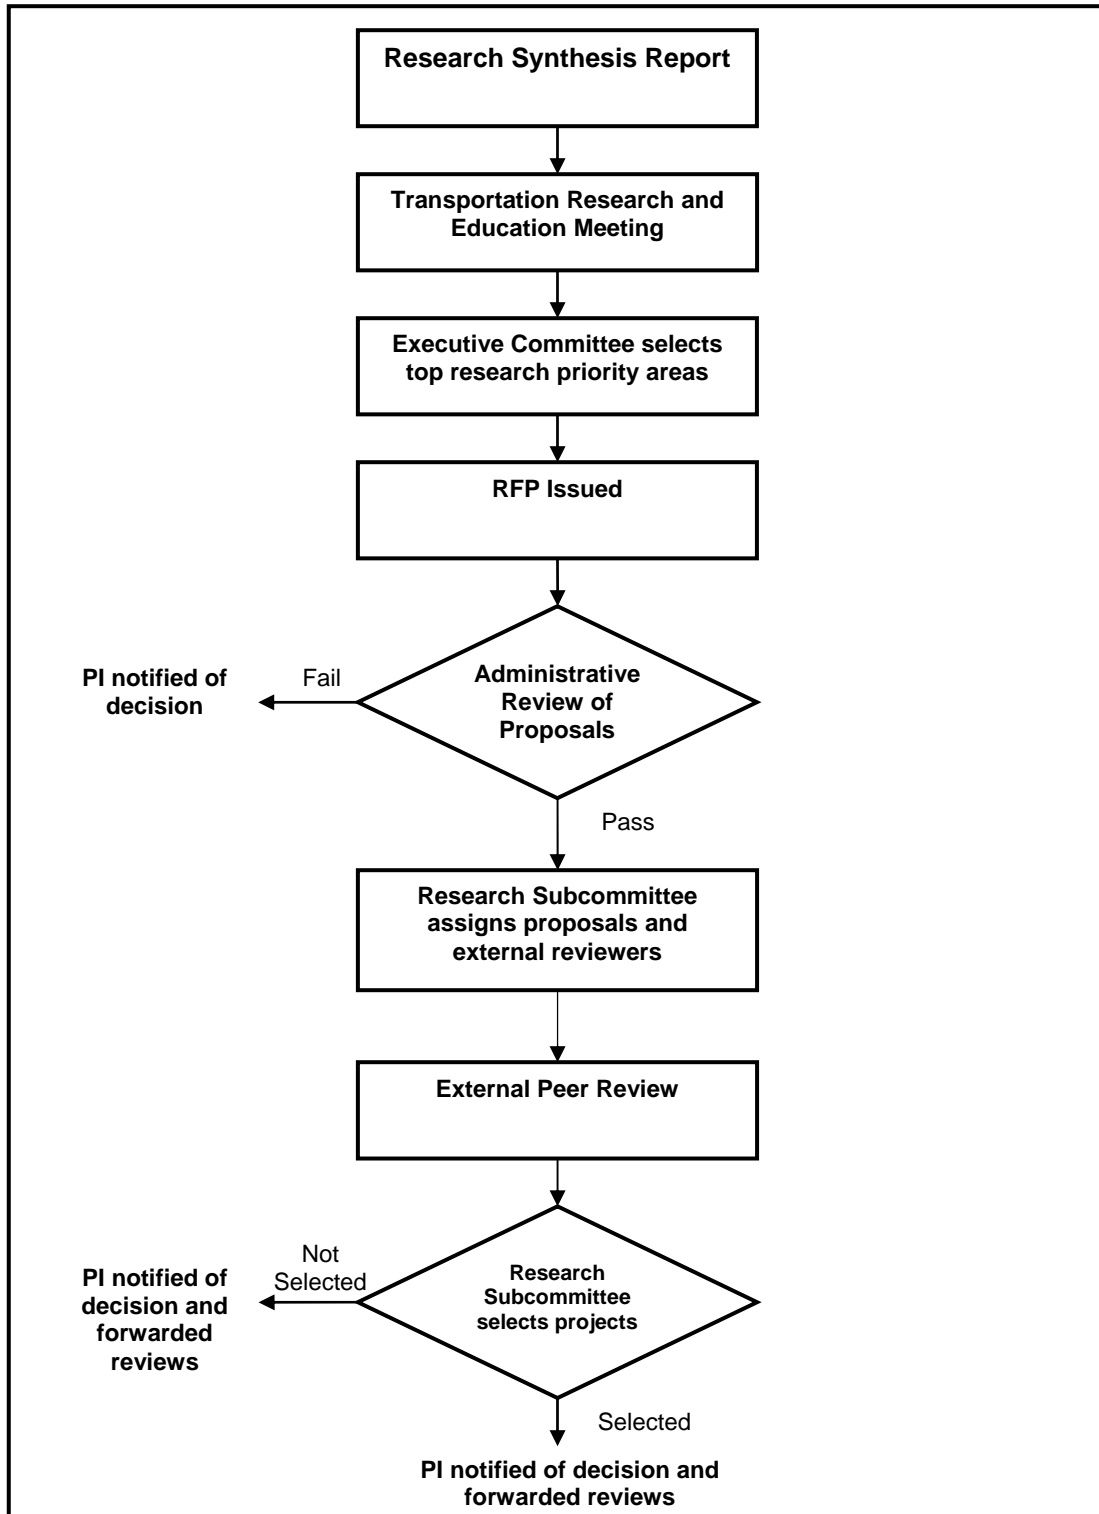 Research Synthesis Report
Transportation Research and
Education Meeting
Executive Committee selects
top research priority areas
RFP Issued
Administrative
Review of
Proposals
Fail
PI notified of
decision
Pass
Research Subcommittee
assigns proposals and
external reviewers
External Peer Review
Research
Subcommittee
selects projects
Not
Selected
PI notified of
decision and
forwarded
reviews
Selected
PI notified of decision and
forwarded reviews